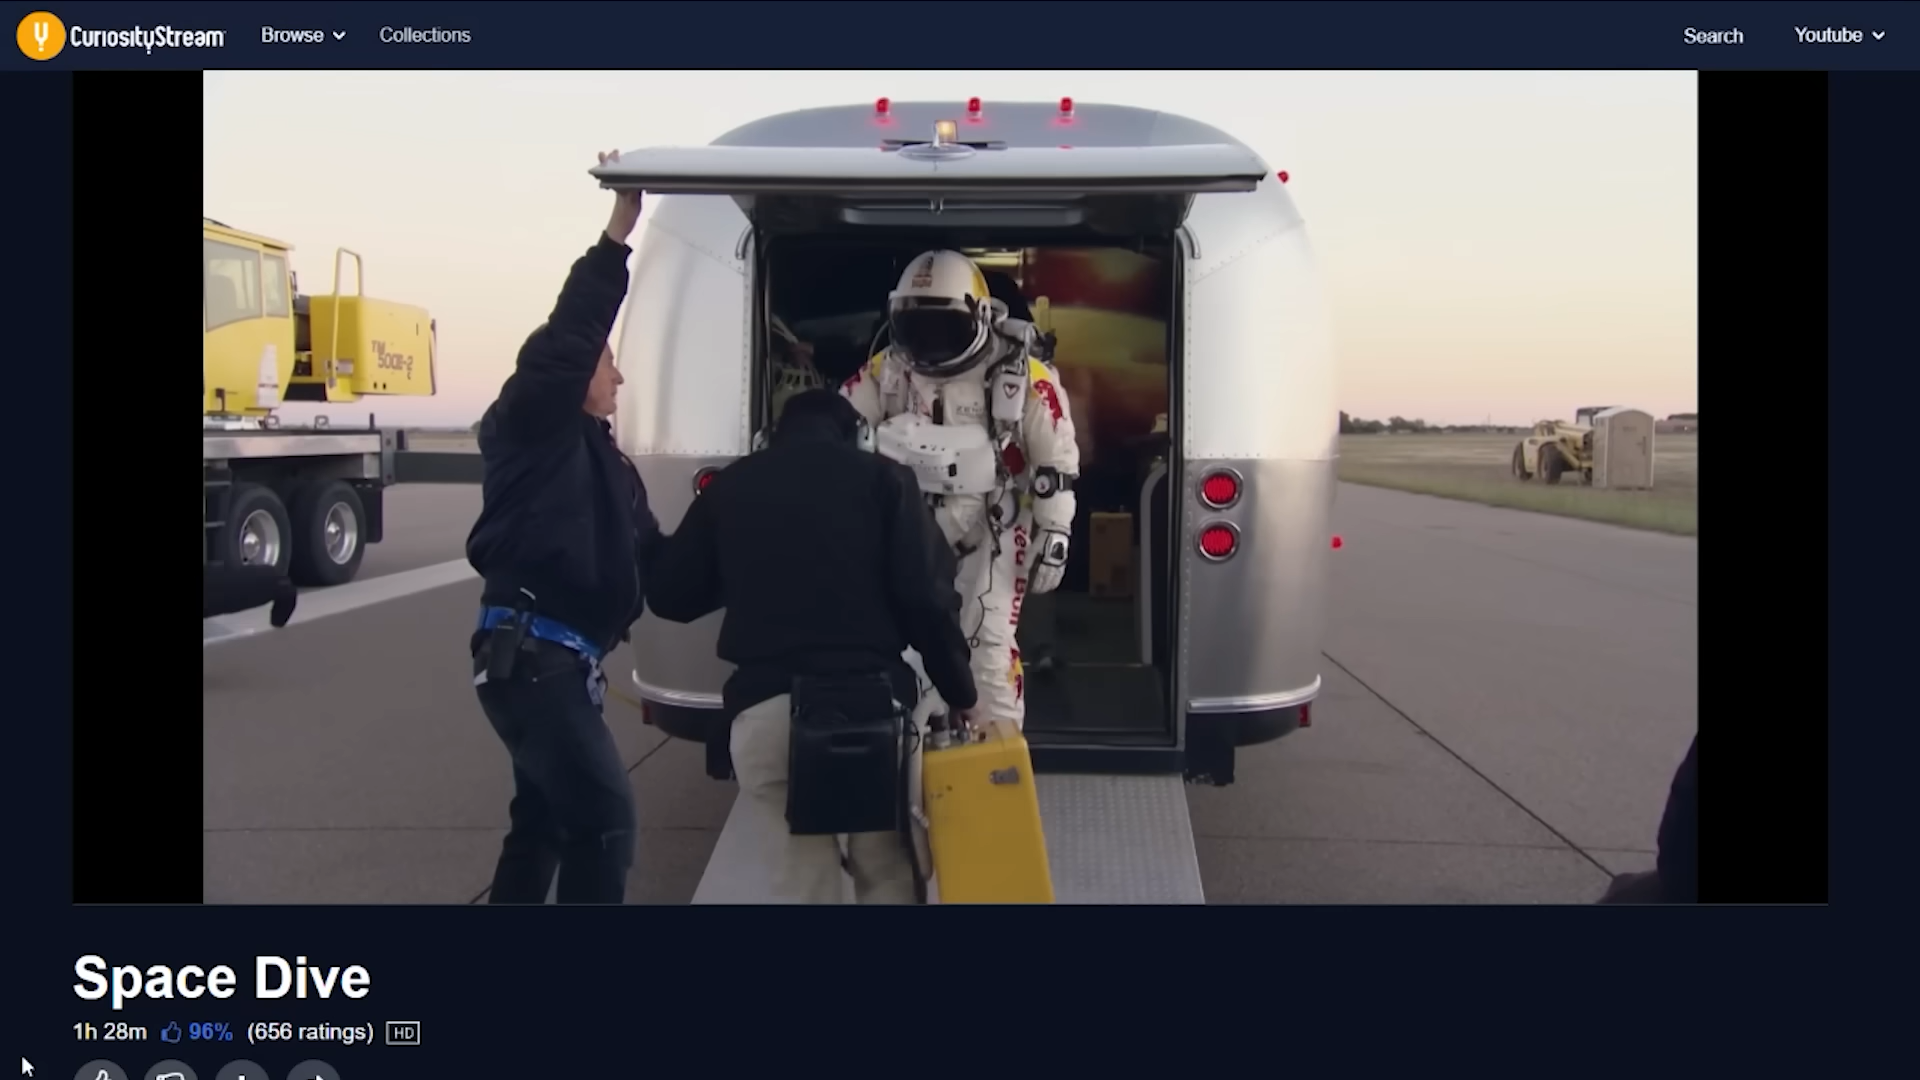 CuriosityStream
Browse
Collections
Search
Youtube
TM
500E-2
Red Bull
Space Dive
1h 28m 96% (656 ratings) HD